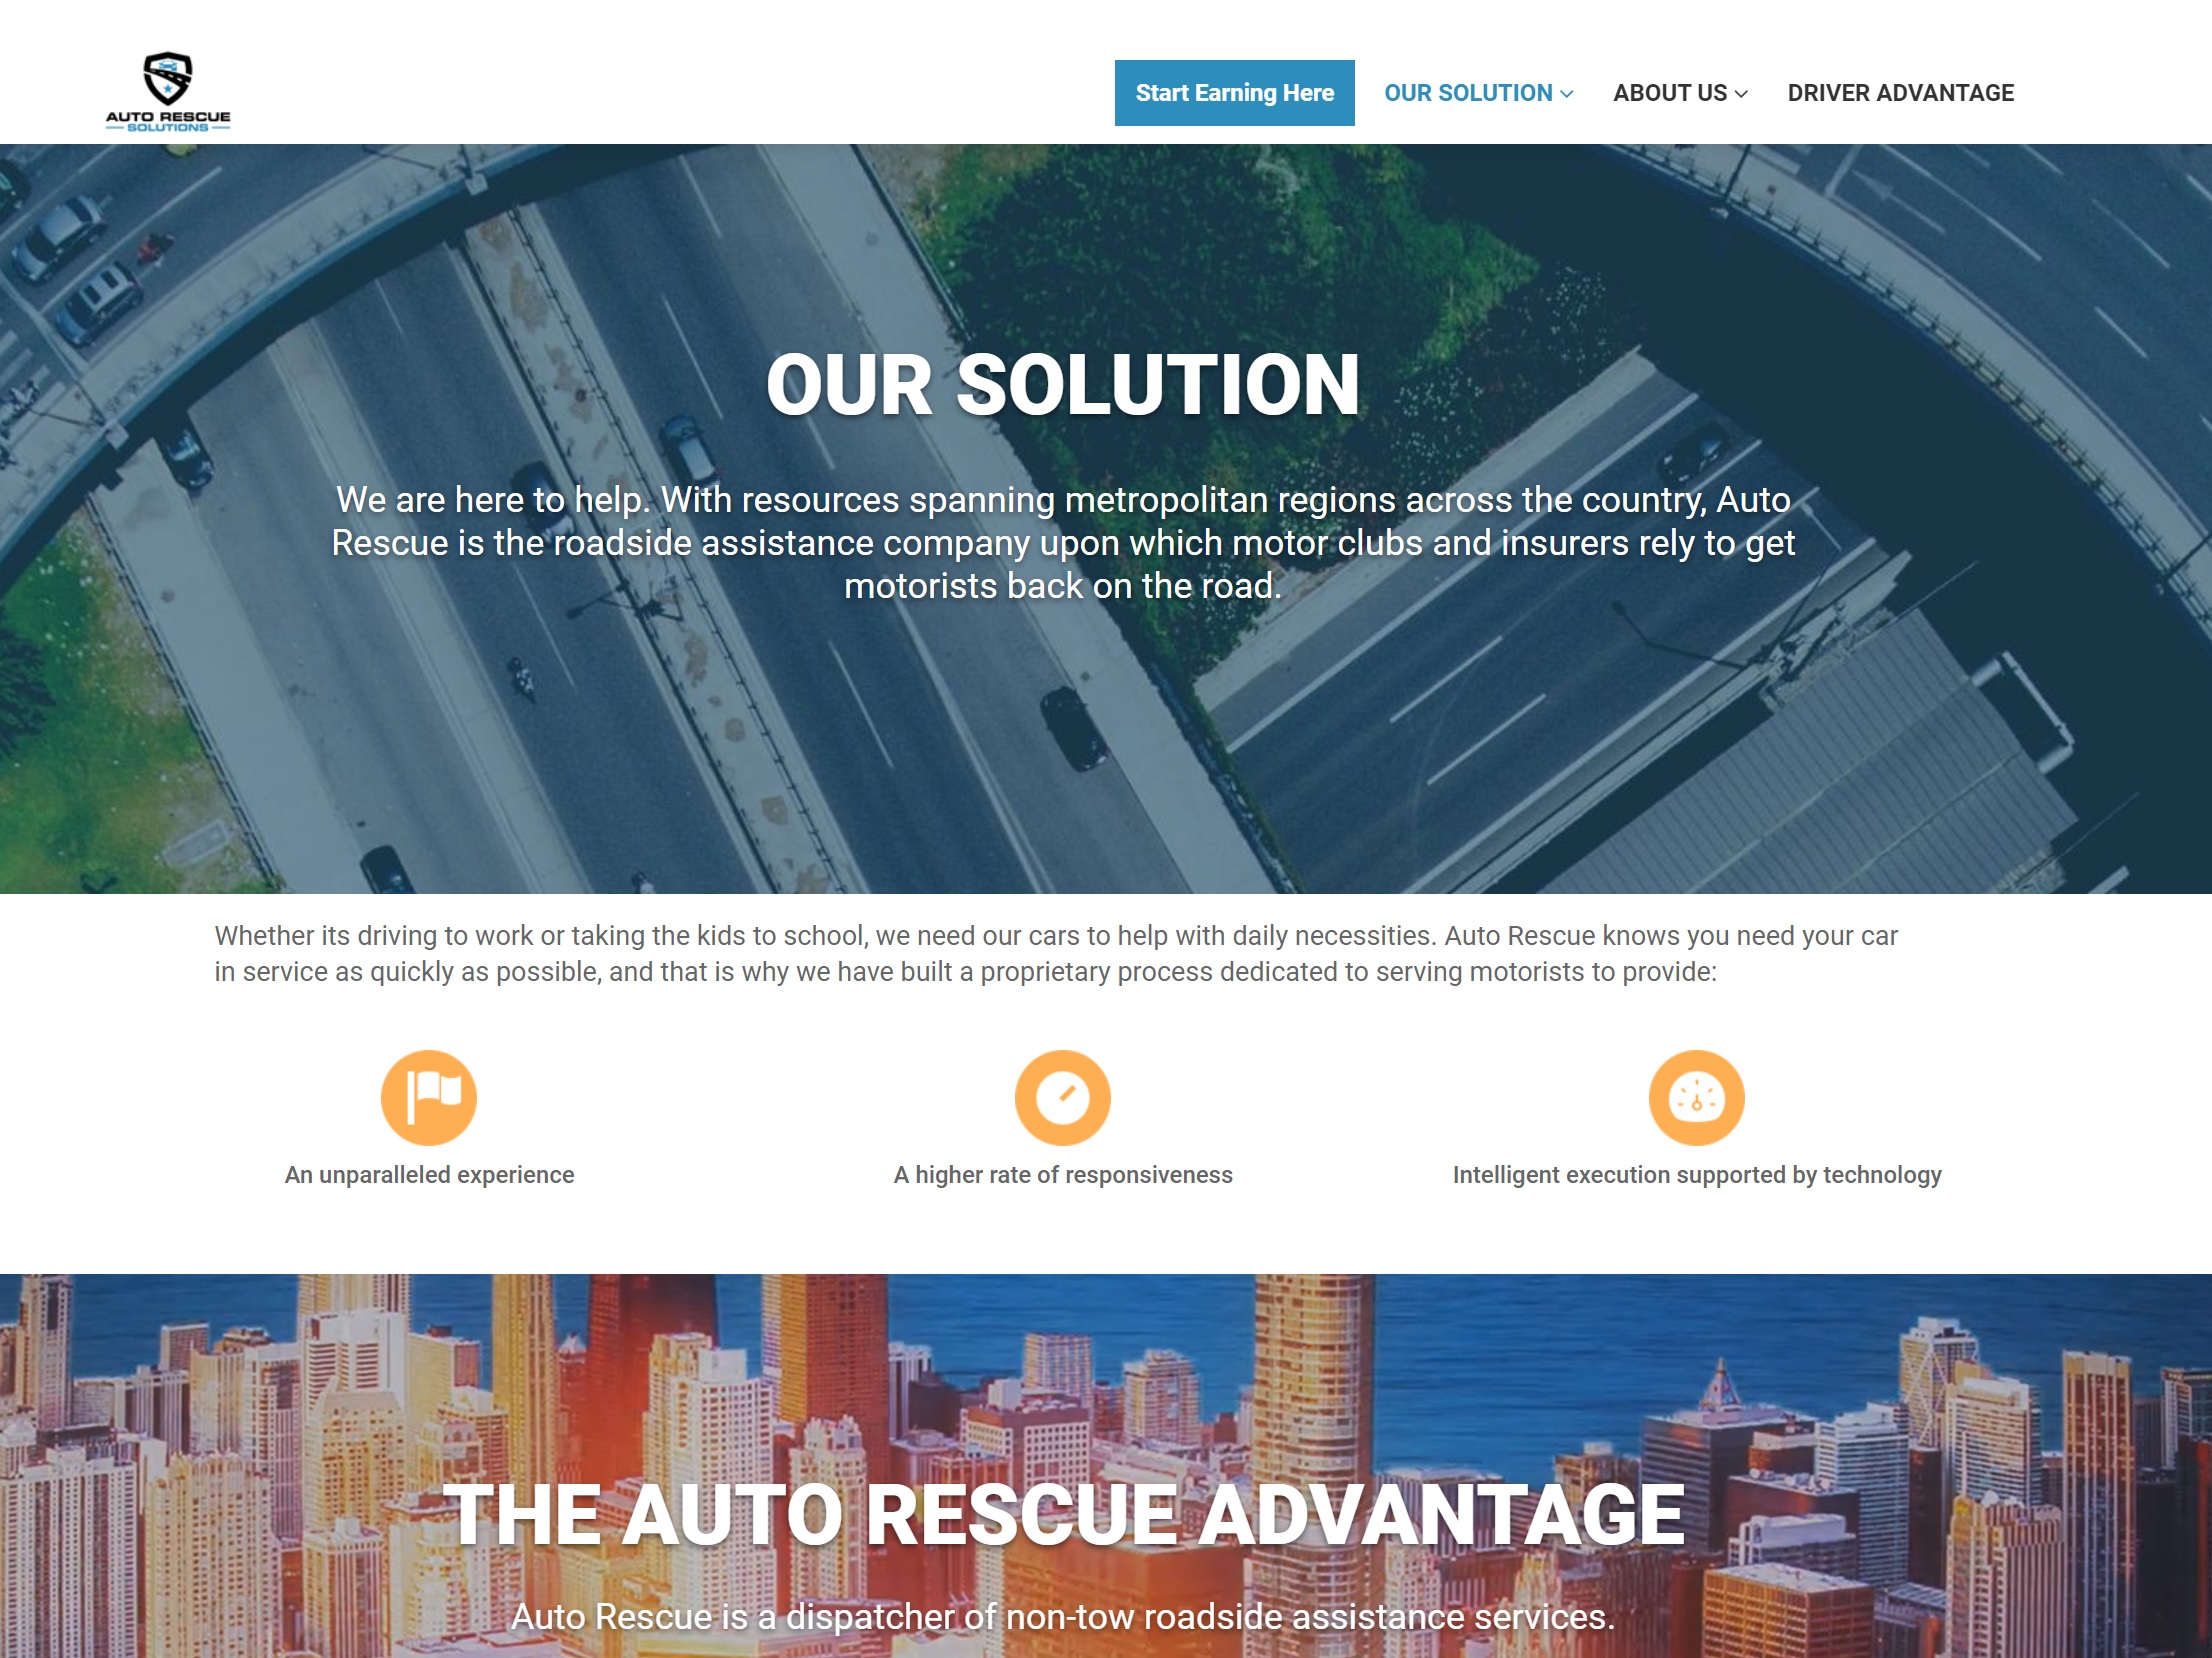 AUTO RESCUE
SOLUTIONS
Start Earning Here
OUR SOLUTION
ABOUT US
DRIVER ADVANTAGE
OUR SOLUTION
We are here to help. With resources spanning metropolitan regions across the country, Auto
Rescue is the roadside assistance company upon which motor clubs and insurers rely to get
motorists back on the road.
Whether its driving to work or taking the kids to school, we need our cars to help with daily necessities. Auto Rescue knows you need your car
in service as quickly as possible, and that is why we have built a proprietary process dedicated to serving motorists to provide:
An unparalleled experience
A higher rate of responsiveness
Intelligent execution supported by technology
THE AUTO RESCUE ADVANTAGE
Auto Rescue is a dispatcher of non-tow roadside assistance services.